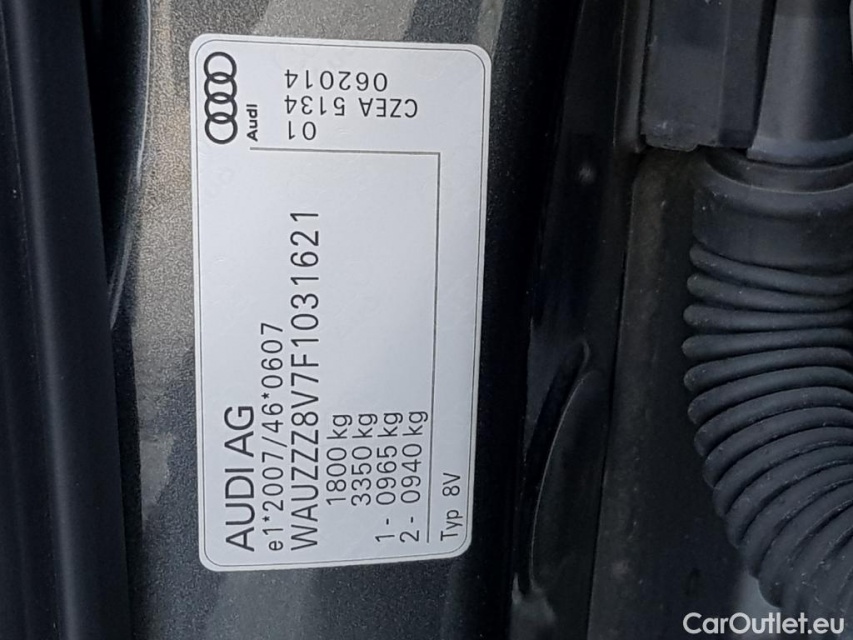 AUDI AG
e1*2007/46*0607
WAUZZZ8V7F1031621
1800 kg
3350 kg
1- 0965 kg
2- 0940 kg
Typ 8V
Audi
01
CZEA 5134
062014
CarOutlet.eu